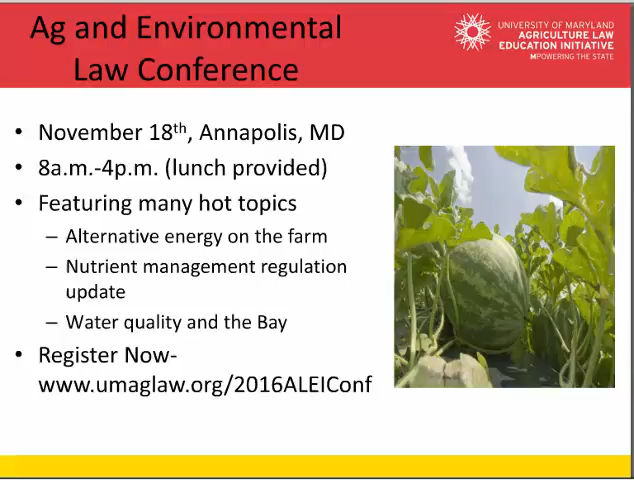 Ag and Environmental
Law Conference
UNIVERSITY OF MARYLAND
AGRICULTURE LAW
EDUCATION INITIATIVE
MPOWERING THE STATE
• November 18th, Annapolis, MD
• 8a.m.-4p.m. (lunch provided)
• Featuring many hot topics
– Alternative energy on the farm
– Nutrient management regulation
update
– Water quality and the Bay
• Register Now-
www.umaglaw.org/2016ALEIConf